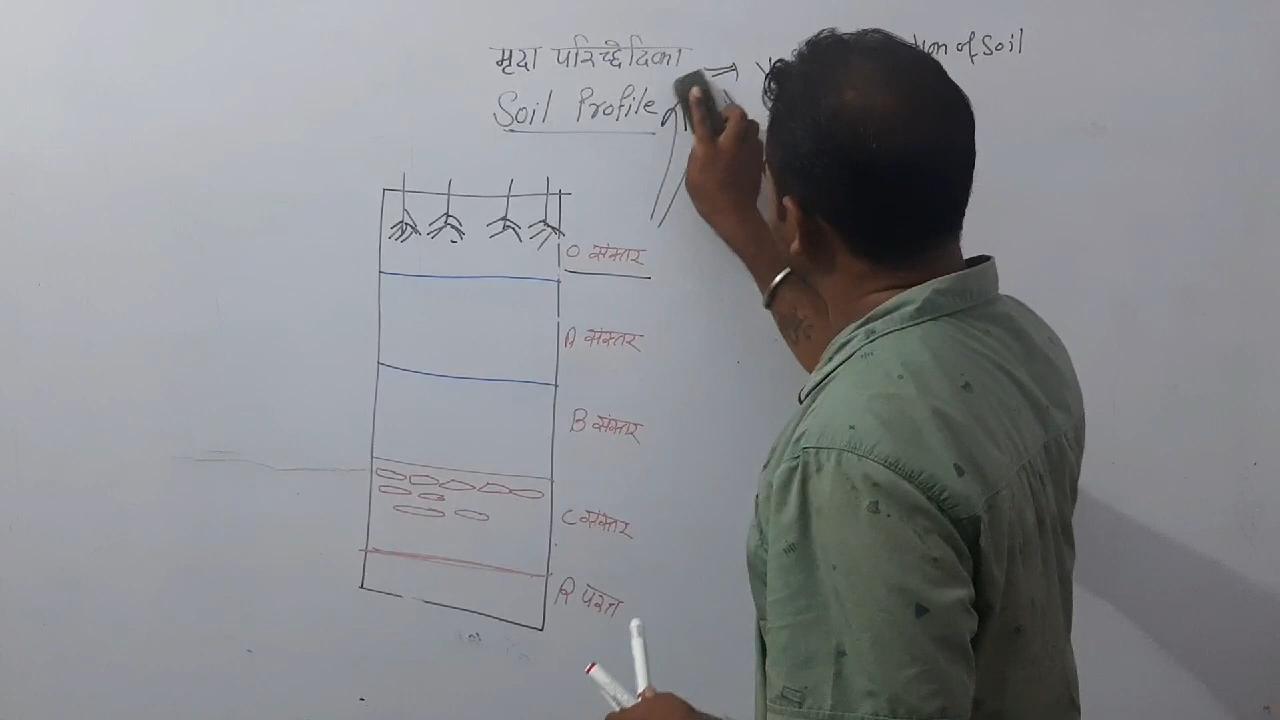 मृदा परिच्छेदिका ⇒ of Soil
Soil Profile
O संस्तर
A संस्तर
B संस्तर
C संस्तर
R परत